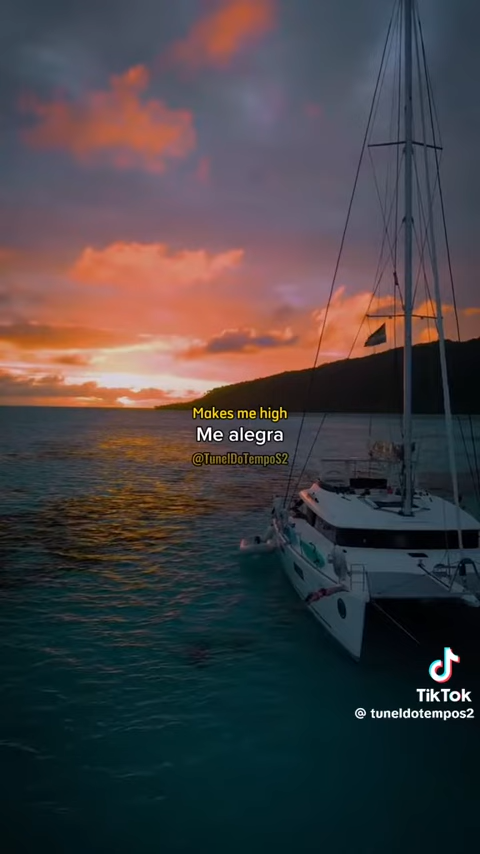 Makes me high
Me alegra
@TunelDoTempoS2
TikTok
@ tuneldotempos2